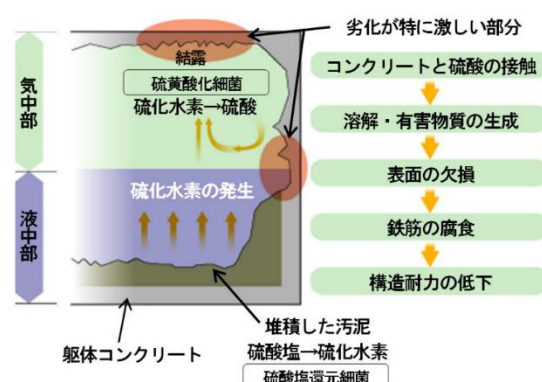 劣化が特に激しい部分
結露
硫黄酸化細菌
硫化水素→硫酸
気中部
硫化水素の発生
液中部
堆積した汚泥
硫酸塩→硫化水素
硫酸塩還元細菌
躯体コンクリート
コンクリートと硫酸の接触
溶解・有害物質の生成
表面の欠損
鉄筋の腐食
構造耐力の低下